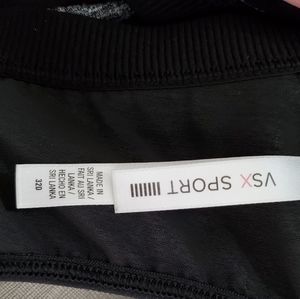 MADE IN
SRI LANKA/
FAIT AU SRI
LANKA /
HECHO EN
SRI LANKA
32D
VSX SPORT